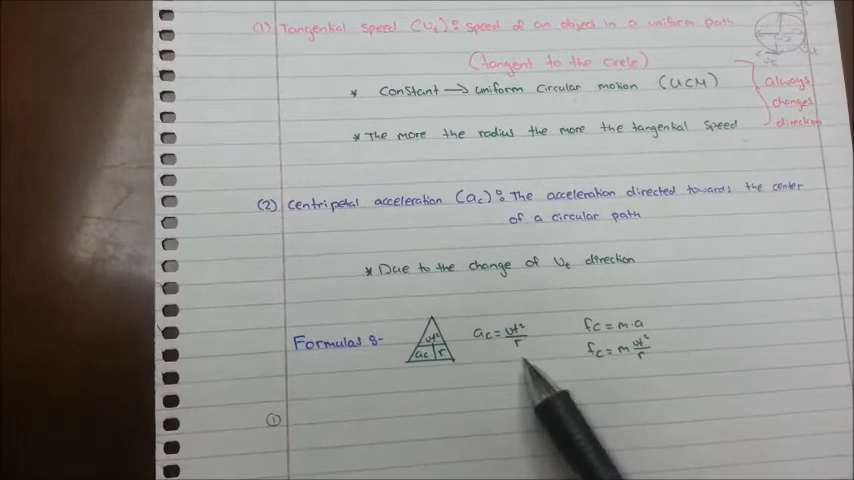 (1) Tangential speed (Vt): speed of an object in a uniform path
(tangent to the circle)
* Constant → uniform circular motion (UCM)
always
changes
direction
* The more the radius the more the tangential speed
(2) Centripetal acceleration (ac): The acceleration directed towards the center
of a circular path
* Due to the change of Vt direction
Formulas :-
vt²
ac r
ac = vt²/r
fc = m.a
fc = m vt²/r
①